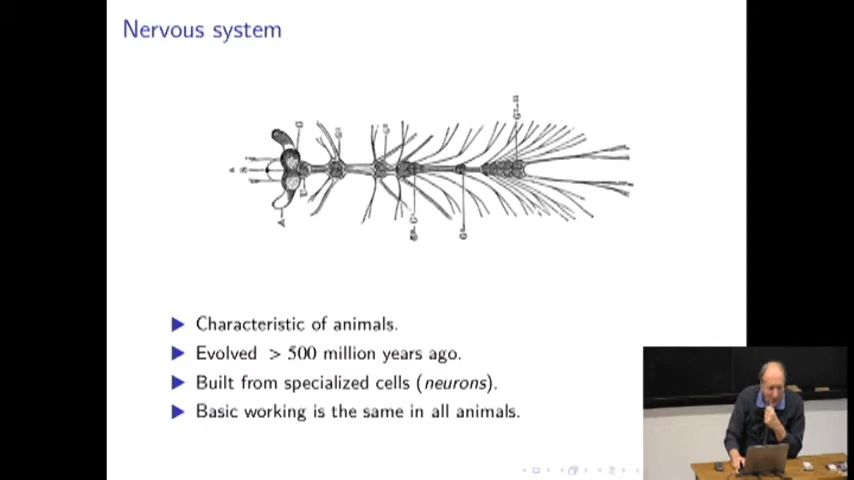 Nervous system
Characteristic of animals.
Evolved > 500 million years ago.
Built from specialized cells (neurons).
Basic working is the same in all animals.